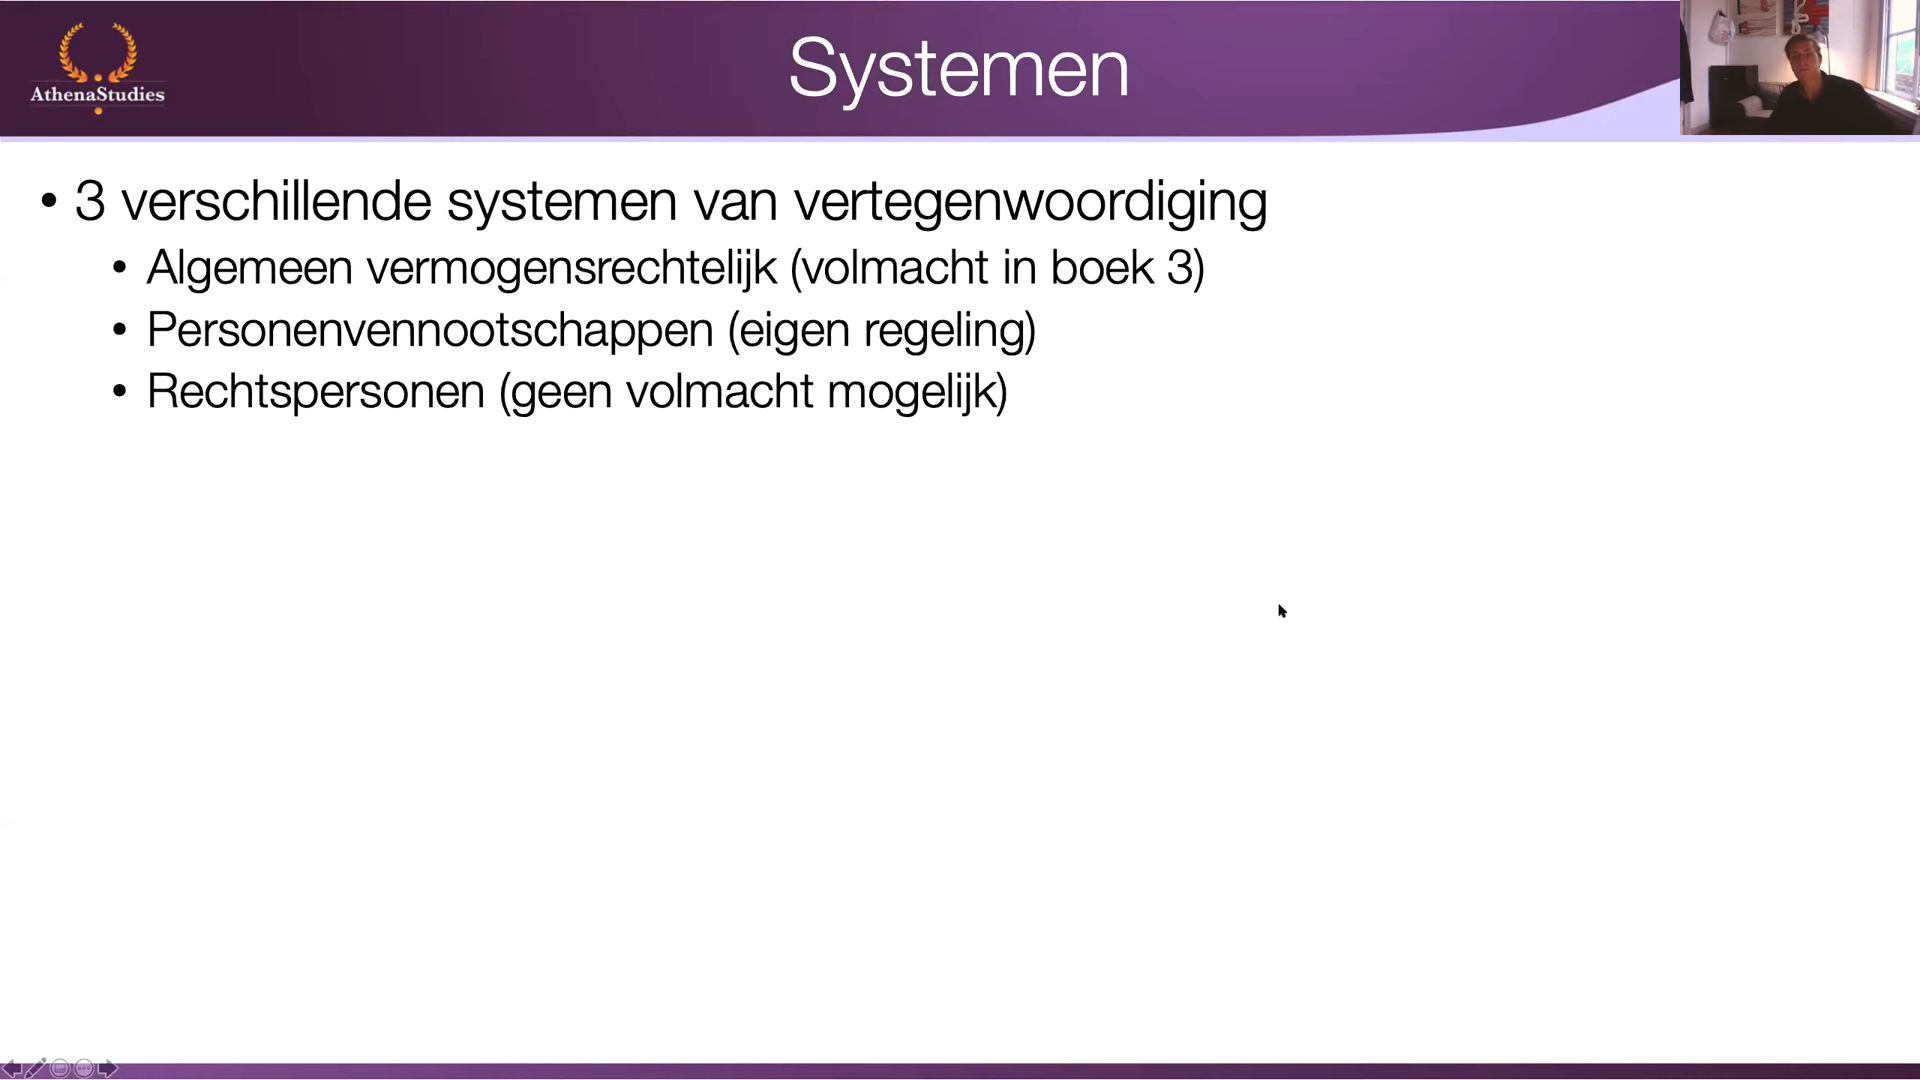 Systemen
AthenaStudies
• 3 verschillende systemen van vertegenwoordiging
• Algemeen vermogensrechtelijk (volmacht in boek 3)
• Personenvennootschappen (eigen regeling)
• Rechtspersonen (geen volmacht mogelijk)